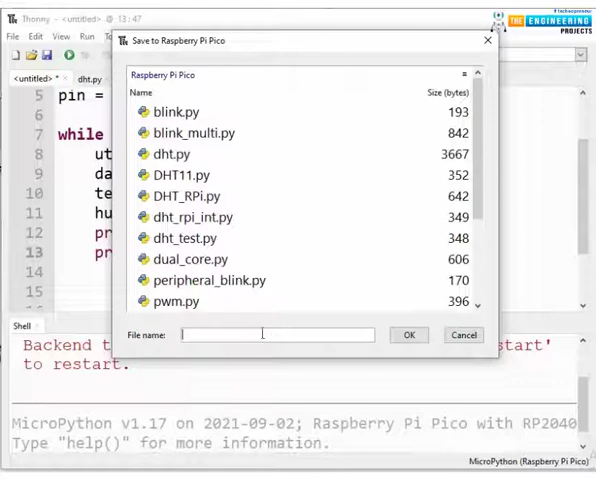 Thonny - <untitled> @ 13 : 47
#Technopreneur
THE ENGINEERING PROJECTS
File Edit View Ru
Save to Raspberry Pi Pico
<untitled> * dht.py
Raspberry Pi Pico
Name Size (bytes)
blink.py 193
blink_multi.py 842
dht.py 3667
DHT11.py 352
DHT_RPi.py 642
dht_rpi_int.py 349
dht_test.py 348
dual_core.py 606
peripheral_blink.py 170
pwm.py 396
5 pin =
6
7 while
8 ut
9 da
10 te
11 hu
12 pr
13 pr
14
15
File name: OK Cancel
Shell
Backend t start'
to restart.
MicroPython v1.17 on 2021-09-02; Raspberry Pi Pico with RP2040
Type "help()" for more information.
MicroPython (Raspberry Pi Pico)